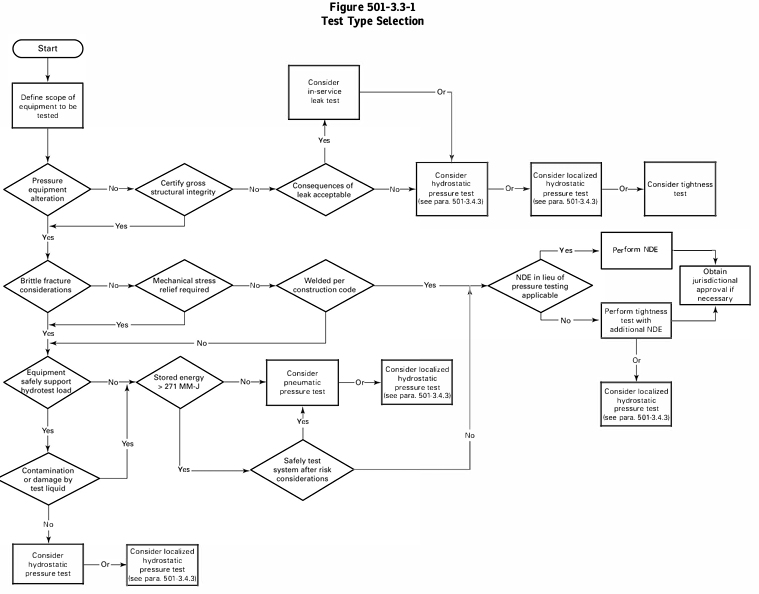 Figure 501-3.3-1
Test Type Selection
Start
Define scope of
equipment to be
tested
Consider
in-service
leak test
Or
Yes
Pressure
equipment
alteration
No
Certify gross
structural integrity
No
Consequences of
leak acceptable
No
Consider
hydrostatic
pressure test
(see para. 501-3.4.3)
Or
Consider localized
hydrostatic
pressure test
(see para. 501-3.4.3)
Or
Consider tightness
test
Yes
Yes
Brittle fracture
considerations
No
Mechanical stress
relief required
No
Welded per
construction code
Yes
NDE in lieu of
pressure testing
applicable
Yes
Perform NDE
Obtain
jurisdictional
approval if
necessary
No
Perform tightness
test with
additional NDE
Or
Consider localized
hydrostatic
pressure test
(see para. 501-3.4.3)
Yes
Yes
No
Equipment
safely support
hydrotest load
No
Stored energy
> 271 MM-J
No
Consider
pneumatic
pressure test
Or
Consider localized
hydrostatic
pressure test
(see para. 501-3.4.3)
Yes
Yes
Yes
No
Contamination
or damage by
test liquid
Yes
Safely test
system after risk
considerations
No
Consider
hydrostatic
pressure test
Or
Consider localized
hydrostatic
pressure test
(see para. 501-3.4.3)